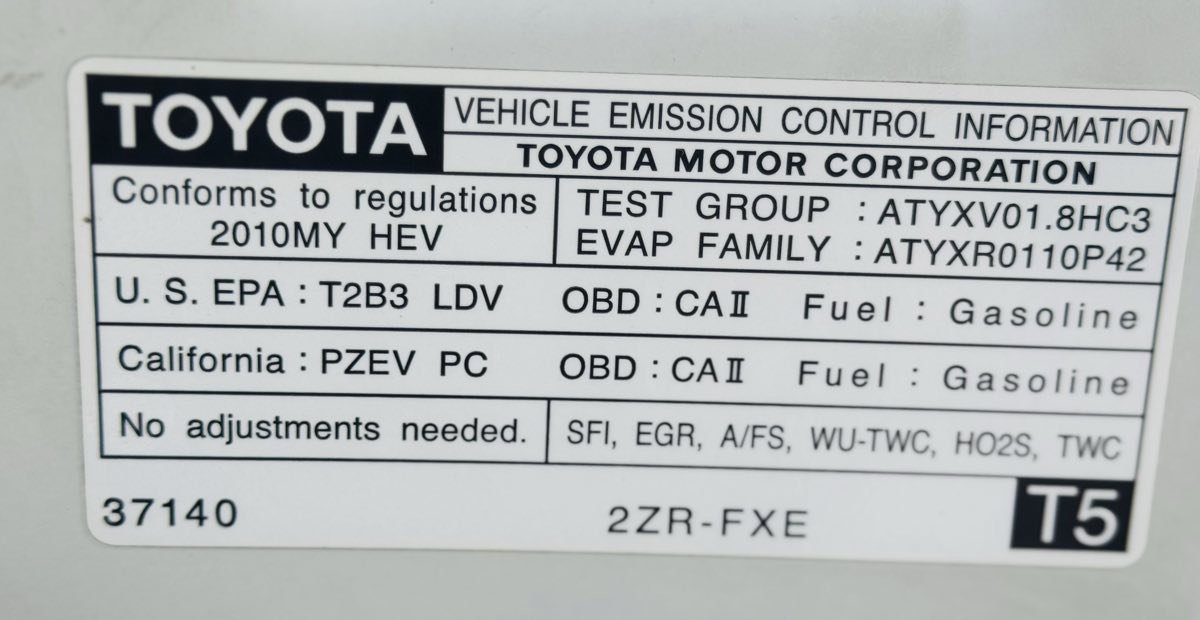 TOYOTA
VEHICLE EMISSION CONTROL INFORMATION
TOYOTA MOTOR CORPORATION
Conforms to regulations
2010MY HEV
TEST GROUP : ATYXV01.8HC3
EVAP FAMILY : ATYXR0110P42
U. S. EPA : T2B3 LDV OBD : CAⅡ Fuel : Gasoline
California : PZEV PC OBD : CAⅡ Fuel : Gasoline
No adjustments needed. SFI, EGR, A/FS, WU-TWC, HO2S, TWC
37140 2ZR-FXE T5